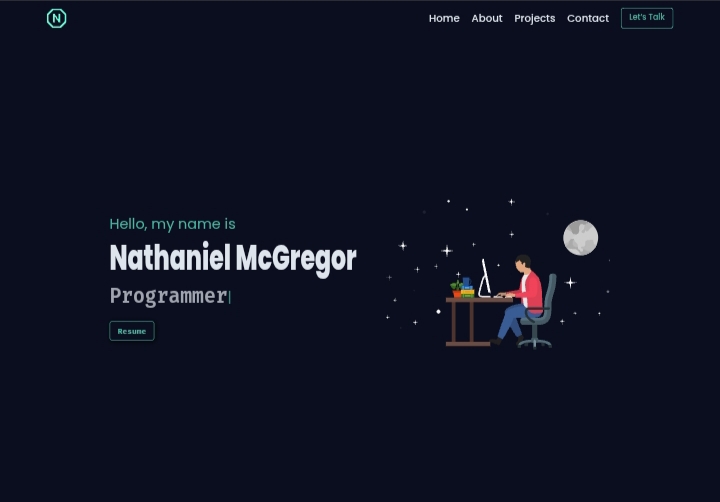 N
Home About Projects Contact Let's Talk
Hello, my name is
Nathaniel McGregor
Programmer
Resume